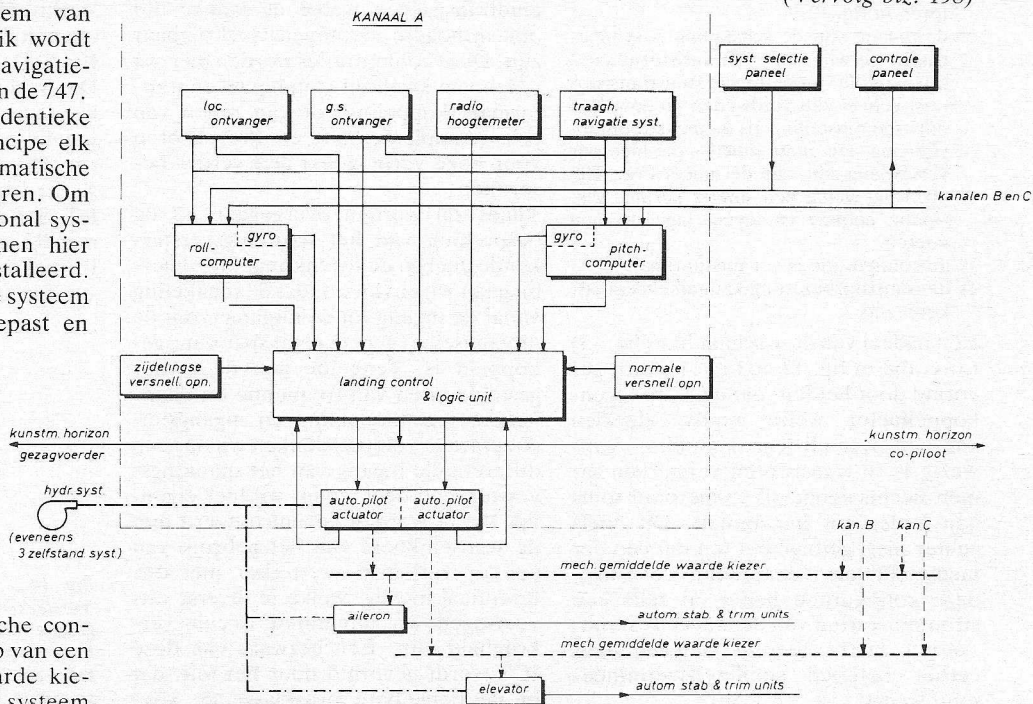 (Vervolg blz. 198)
em van
ik wordt
navigatie-
n de 747.
dentieke
ncipe elk
matische
ren. Om
onal sys-
nen hier
stalleerd.
systeem
epast en
che con-
o van een
arde kie-
systeem
KANAAL A
loc.
ontvanger
g.s.
ontvanger
radio
hoogtemeter
traagh.
navigatie syst.
syst. selectie
paneel
controle
paneel
kanalen B en C
gyro
roll-
computer
gyro
pitch-
computer
zijdelingse
versnell. opn.
landing control
& logic unit
normale
versnell opn.
kunstm. horizon
gezagvoerder
kunstm. horizon
co-piloot
hydr. syst.
(eveneens
3 zelfstand. syst)
auto.pilot
actuator
auto.pilot
actuator
kan. B
kan C
mech. gemiddelde waarde kiezer
aileron
autom. stab & trim units
mech gemiddelde waarde kiezer
elevator
autom stab & trim units